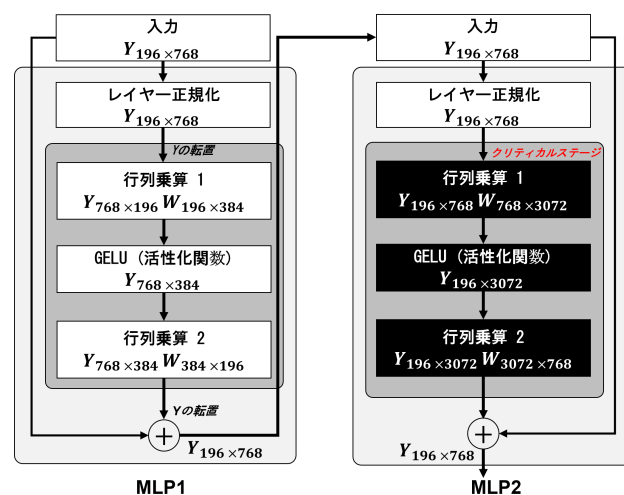 入力
Y196×768
レイヤー正規化
Y196×768
Yの転置
行列乗算 1
Y768×196 W196×384
GELU (活性化関数)
Y768×384
行列乗算 2
Y768×384 W384×196
Yの転置
+
Y196×768
MLP1
入力
Y196×768
レイヤー正規化
Y196×768
クリティカルステージ
行列乗算 1
Y196×768 W768×3072
GELU (活性化関数)
Y196×3072
行列乗算 2
Y196×3072 W3072×768
+
Y196×768
MLP2